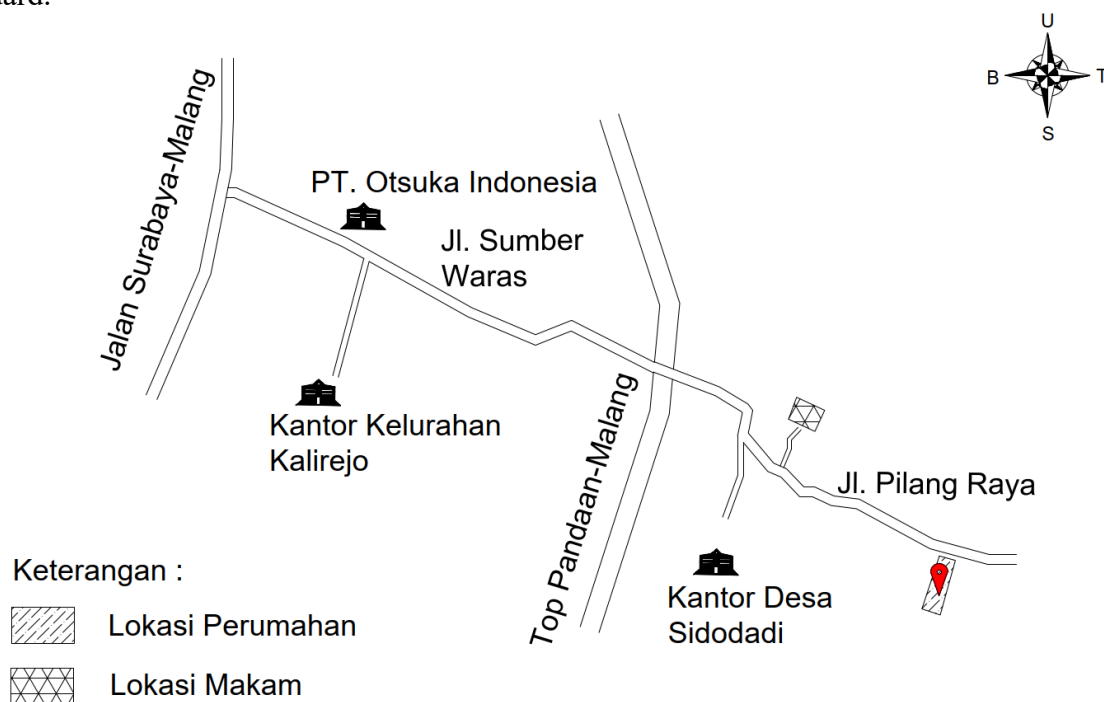 U
B
T
S
Jalan Surabaya-Malang
PT. Otsuka Indonesia
Jl. Sumber
Waras
Kantor Kelurahan
Kalirejo
Top Pandaan-Malang
Jl. Pilang Raya
Kantor Desa
Sidodadi
Keterangan :
Lokasi Perumahan
Lokasi Makam